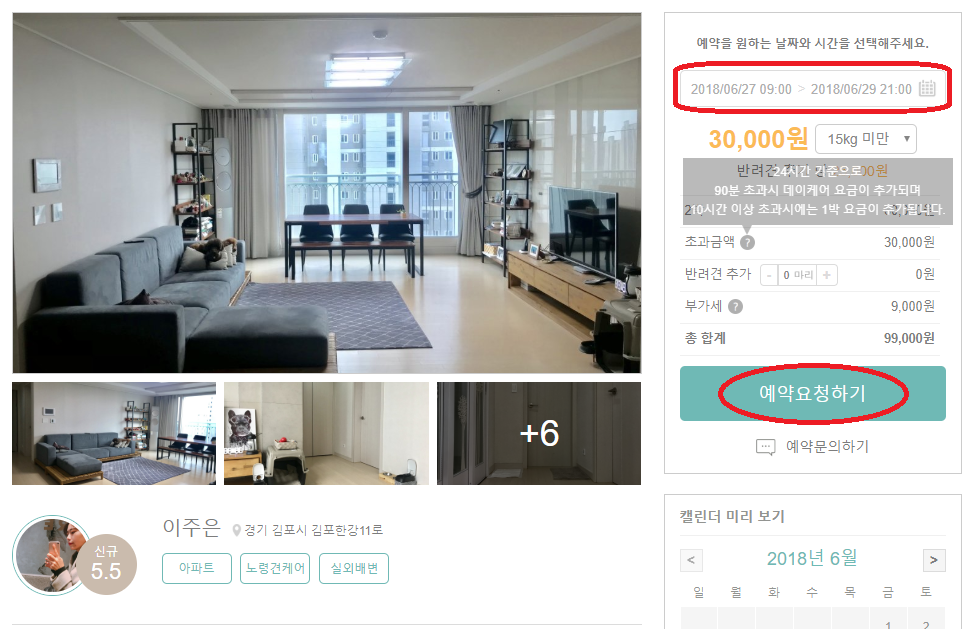 예약을 원하는 날짜와 시간을 선택해주세요.
2018/06/27 09:00 > 2018/06/29 21:00
30,000원 15kg 미만 ▼
반려견
24시간 기준으로
90분 초과시 데이케어 요금이 추가되며
10시간 이상 초과시에는 1박 요금이 추가됩니다.
초과금액 ? 30,000원
반려견 추가 - 0 마리 + 0원
부가세 ? 9,000원
총 합계 99,000원
예약요청하기
예약문의하기
+6
신규
5.5
이주은 경기 김포시 김포한강11로
아파트 노령견케어 실외배변
캘린더 미리 보기
< 2018년 6월 >
일 월 화 수 목 금 토
1 2